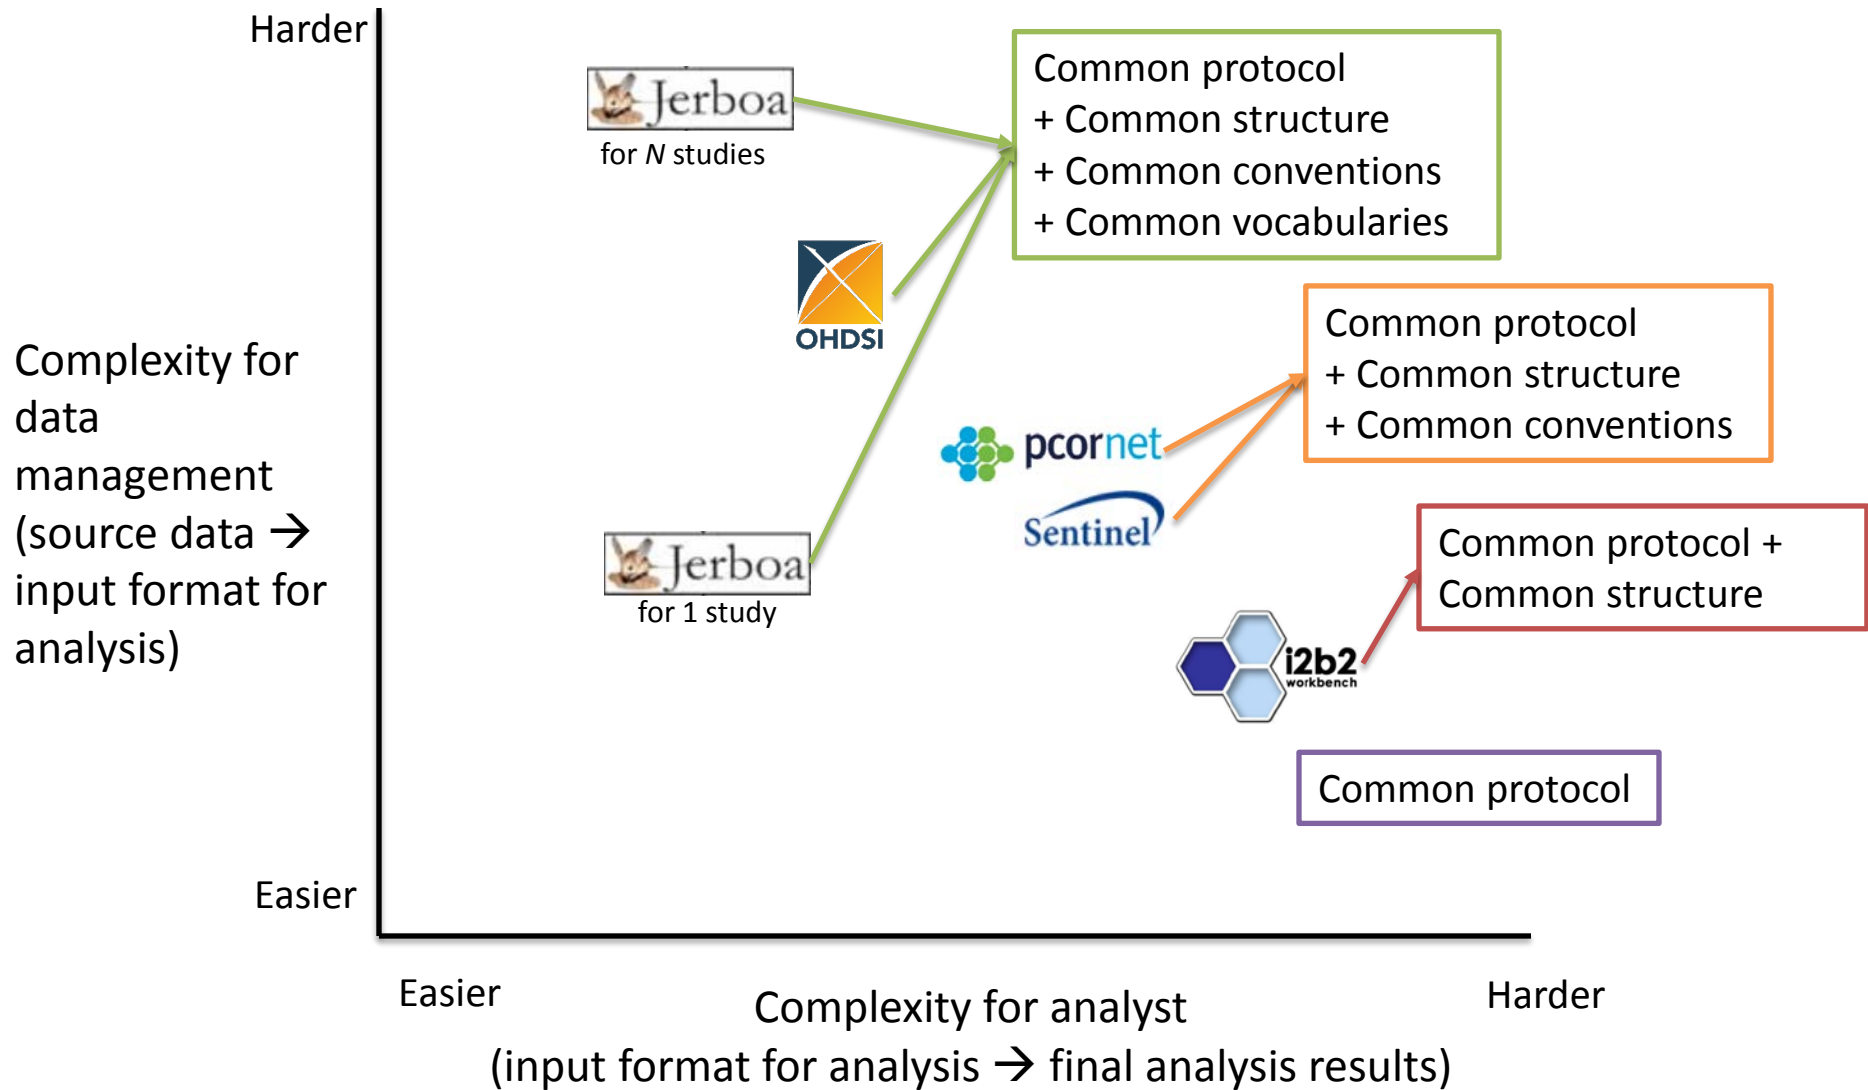 Harder
Jerboa
for N studies
Common protocol
+ Common structure
+ Common conventions
+ Common vocabularies
OHDSI
Complexity for
data
management
(source data →
input format for
analysis)
Common protocol
+ Common structure
+ Common conventions
pcornet
Sentinel
Jerboa
for 1 study
Common protocol +
Common structure
i2b2
workbench
Common protocol
Easier
Easier
Complexity for analyst
(input format for analysis → final analysis results)
Harder